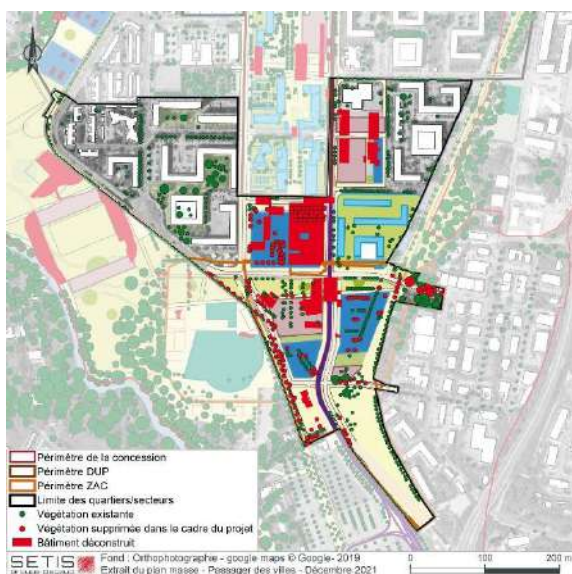 Périmètre de la concession
Périmètre DUP
Périmètre ZAC
Limite des quartiers/secteurs
Végétation existante
Végétation supprimée dans le cadre du projet
Bâtiment déconstruit
SETIS
Fond : Orthophotographie - google maps © Google- 2019
Extrait du plan masse - Passager des villes - Décembre 2021
0 100 200 m